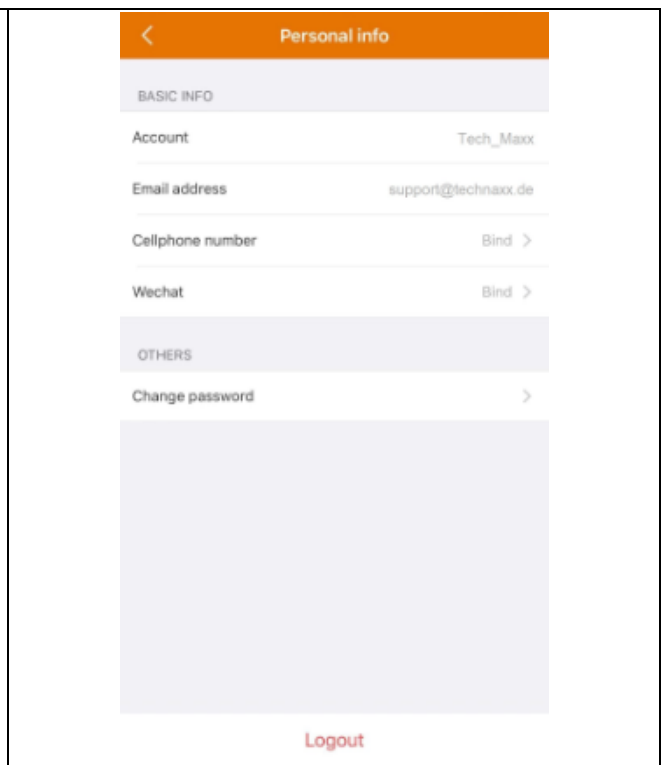 Personal info
BASIC INFO
Account Tech_Maxx
Email address support@technaxx.de
Cellphone number Bind >
Wechat Bind >
OTHERS
Change password >
Logout